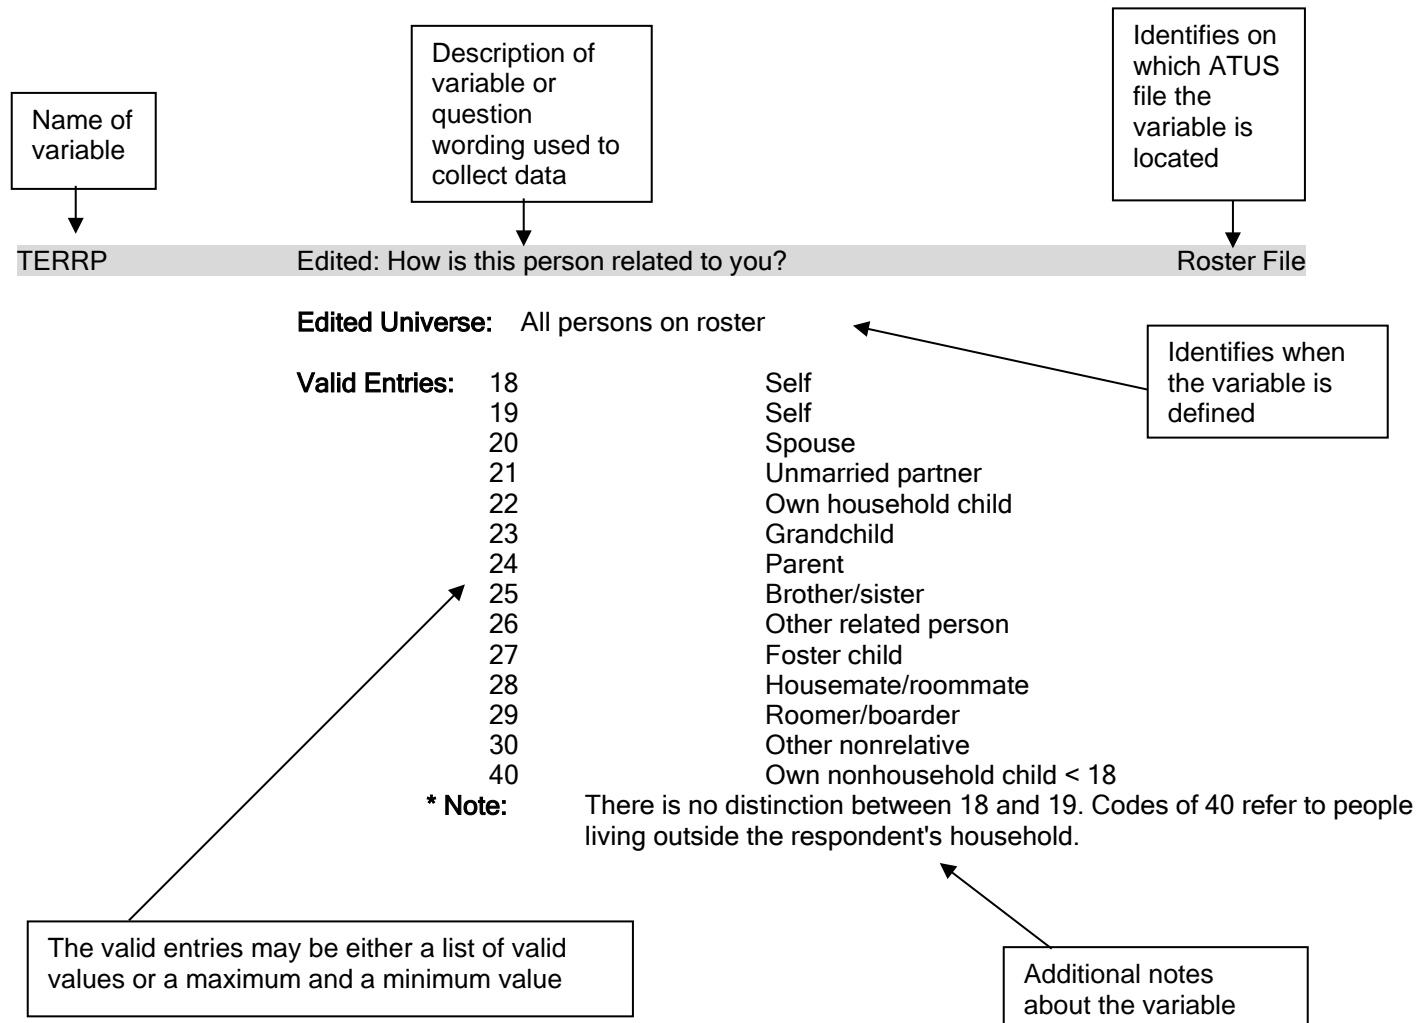 Name of
variable
Description of
variable or
question
wording used to
collect data
Identifies on
which ATUS
file the
variable is
located
TERRP Edited: How is this person related to you? Roster File
Edited Universe: All persons on roster
Identifies when
the variable is
defined
Valid Entries: 18 Self
19 Self
20 Spouse
21 Unmarried partner
22 Own household child
23 Grandchild
24 Parent
25 Brother/sister
26 Other related person
27 Foster child
28 Housemate/roommate
29 Roomer/boarder
30 Other nonrelative
40 Own nonhousehold child < 18
* Note: There is no distinction between 18 and 19. Codes of 40 refer to people
living outside the respondent's household.
The valid entries may be either a list of valid
values or a maximum and a minimum value
Additional notes
about the variable